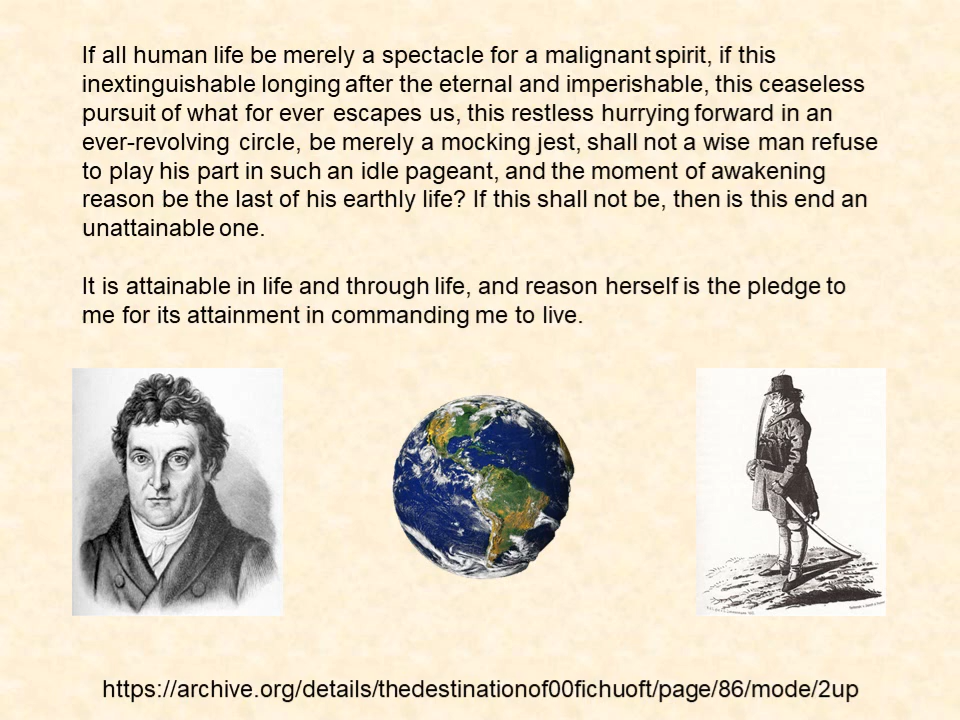 If all human life be merely a spectacle for a malignant spirit, if this
inextinguishable longing after the eternal and imperishable, this ceaseless
pursuit of what for ever escapes us, this restless hurrying forward in an
ever-revolving circle, be merely a mocking jest, shall not a wise man refuse
to play his part in such an idle pageant, and the moment of awakening
reason be the last of his earthly life? If this shall not be, then is this end an
unattainable one.
It is attainable in life and through life, and reason herself is the pledge to
me for its attainment in commanding me to live.
https://archive.org/details/thedestinationof00fichuoft/page/86/mode/2up